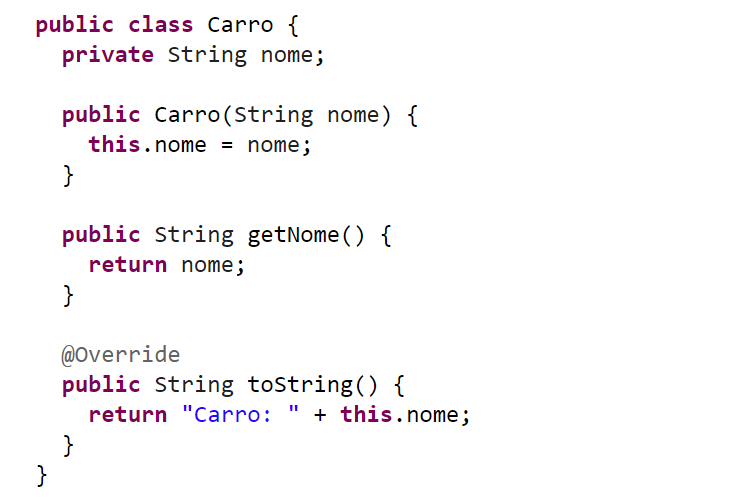 public class Carro {
  private String nome;

  public Carro(String nome) {
    this.nome = nome;
  }

  public String getNome() {
    return nome;
  }

  @Override
  public String toString() {
    return "Carro: " + this.nome;
  }
}